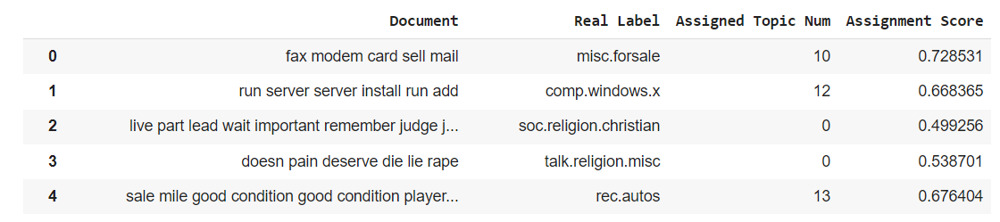 Document Real Label Assigned Topic Num Assignment Score
0 fax modem card sell mail misc.forsale 10 0.728531
1 run server server install run add comp.windows.x 12 0.668365
2 live part lead wait important remember judge j... soc.religion.christian 0 0.499256
3 doesn pain deserve die lie rape talk.religion.misc 0 0.538701
4 sale mile good condition good condition player... rec.autos 13 0.676404